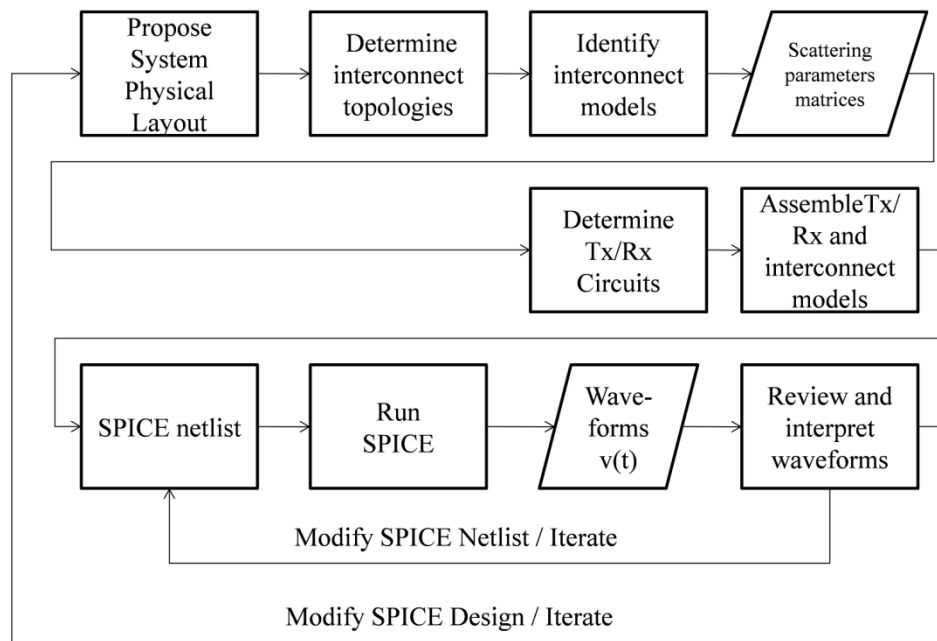 Propose
System
Physical
Layout
Determine
interconnect
topologies
Identify
interconnect
models
Scattering
parameters
matrices
Determine
Tx/Rx
Circuits
AssembleTx/
Rx and
interconnect
models
SPICE netlist
Run
SPICE
Wave-
forms
v(t)
Review and
interpret
waveforms
Modify SPICE Netlist / Iterate
Modify SPICE Design / Iterate